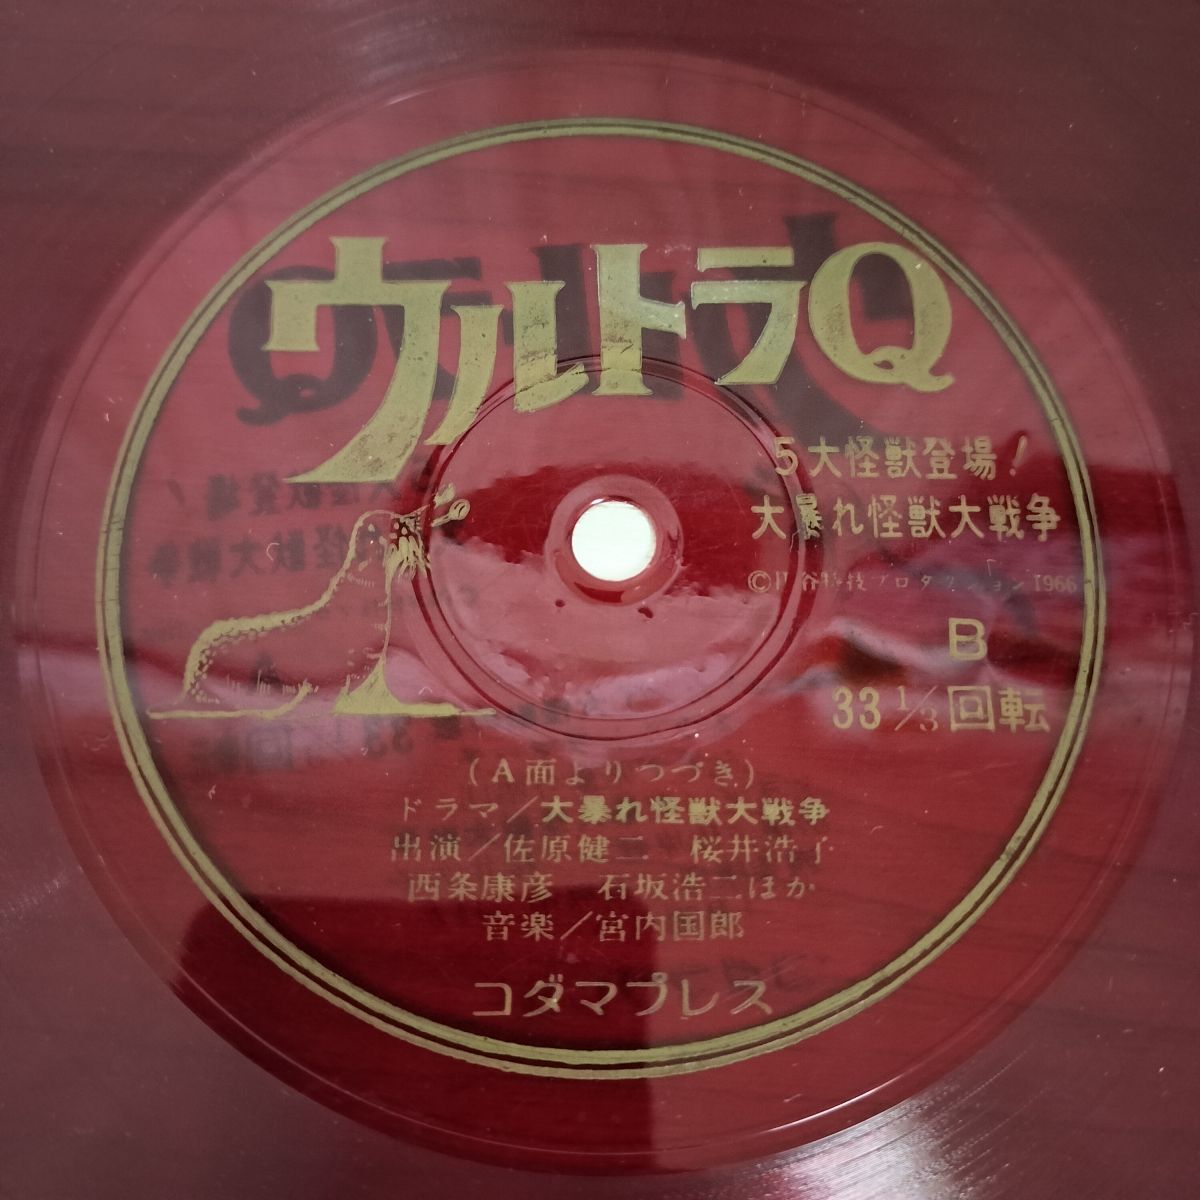 ウルトラQ
5大怪獣登場!
大暴れ怪獣大戦争
©円谷特技プロダクション 1966
B
33 1/3 回転
(A面よりつづき)
ドラマ/大暴れ怪獣大戦争
出演/佐原健二 桜井浩子
西条康彦 石坂浩二ほか
音楽/宮内国郎
コダマプレス